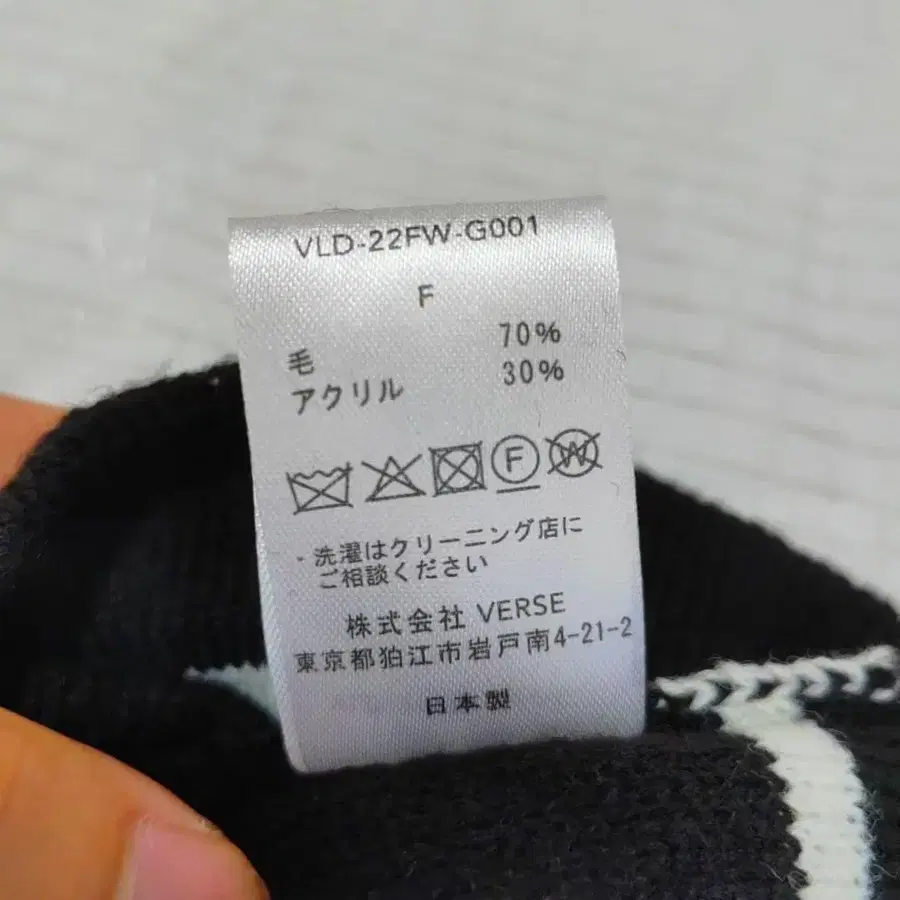 VLD-22FW-G001
F
毛 70%
アクリル 30%
F W
・洗濯はクリーニング店に
ご相談ください
株式会社 VERSE
東京都狛江市岩戸南4-21-2
日本製